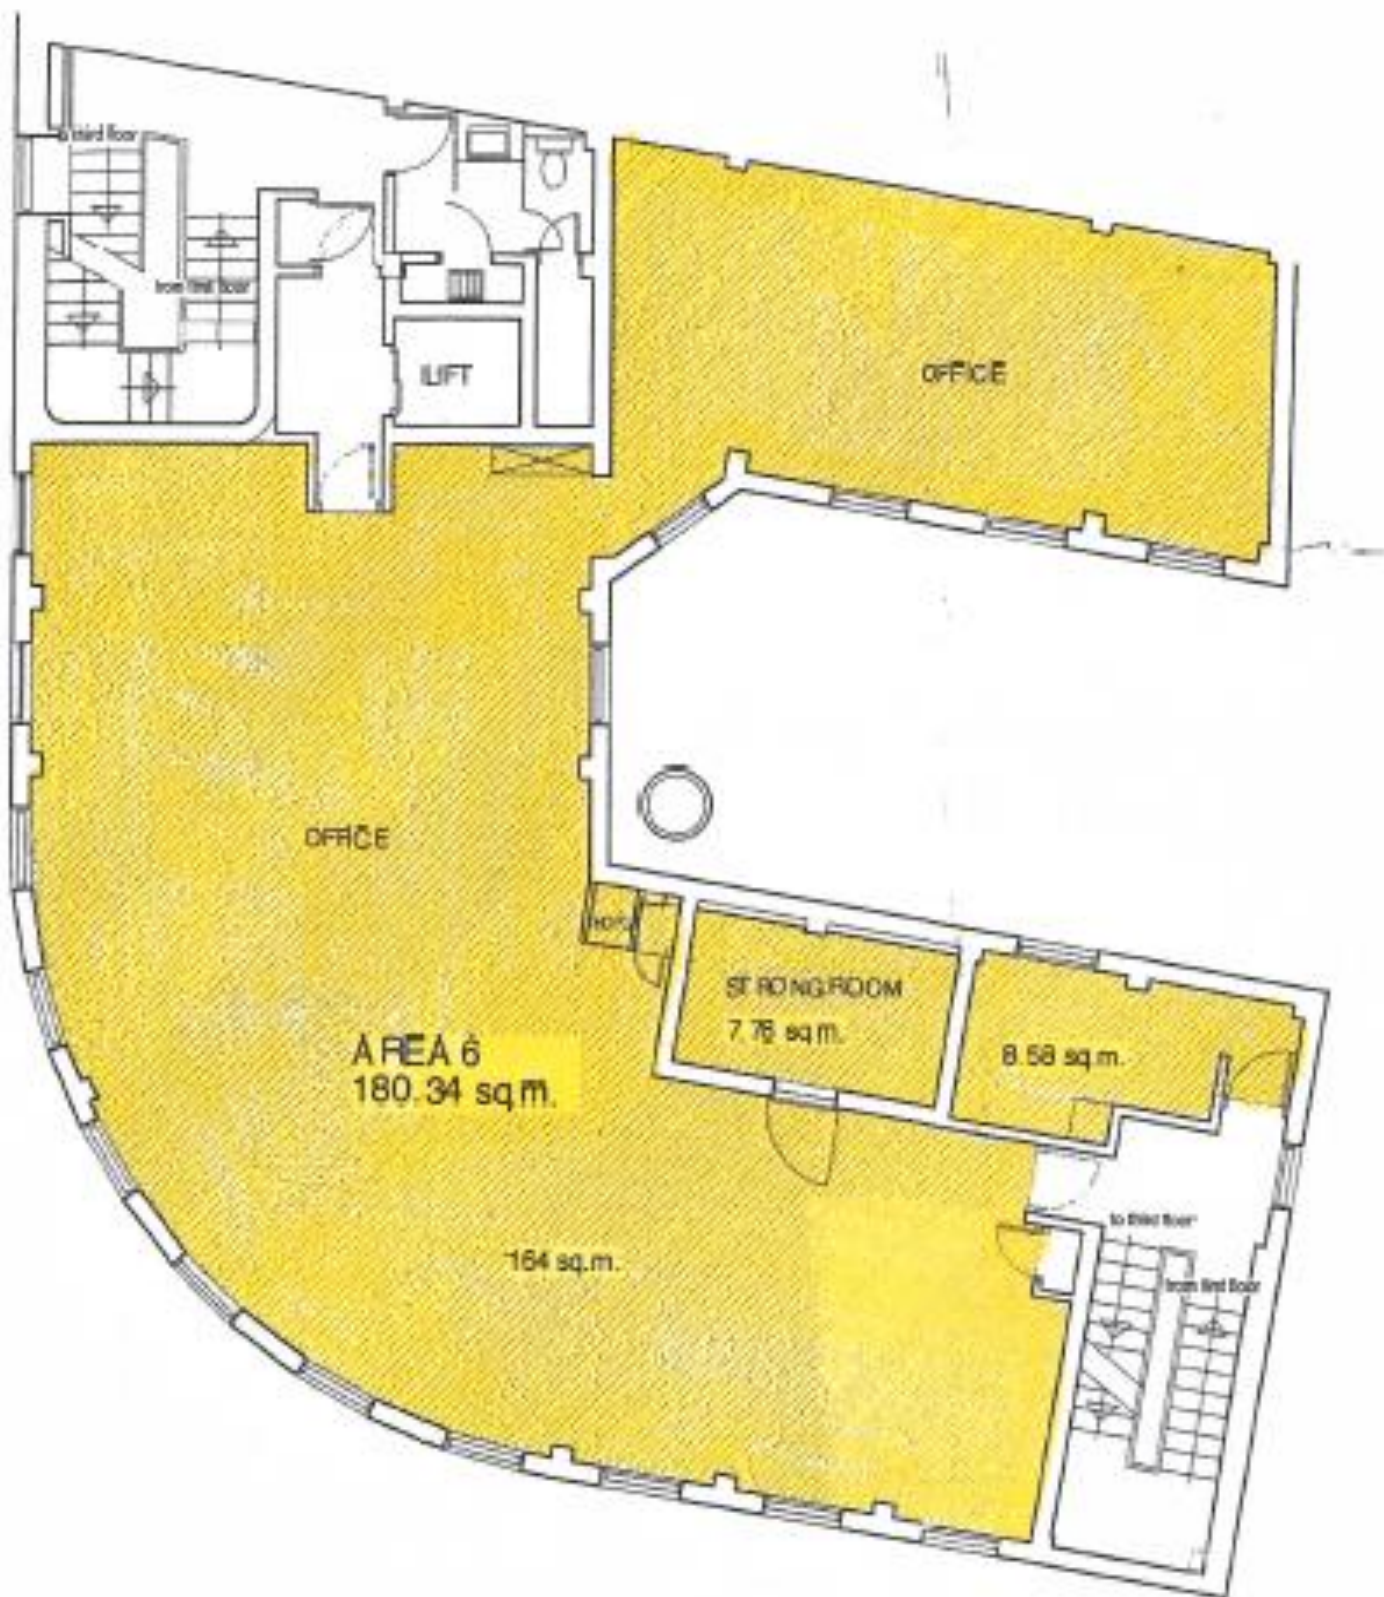 to third floor
from first floor
LIFT
OFFICE
OFFICE
STRONGROOM
7.76 sq m.
8.58 sq.m.
AREA 6
180.34 sq m.
to third floor
from first floor
164 sq.m.